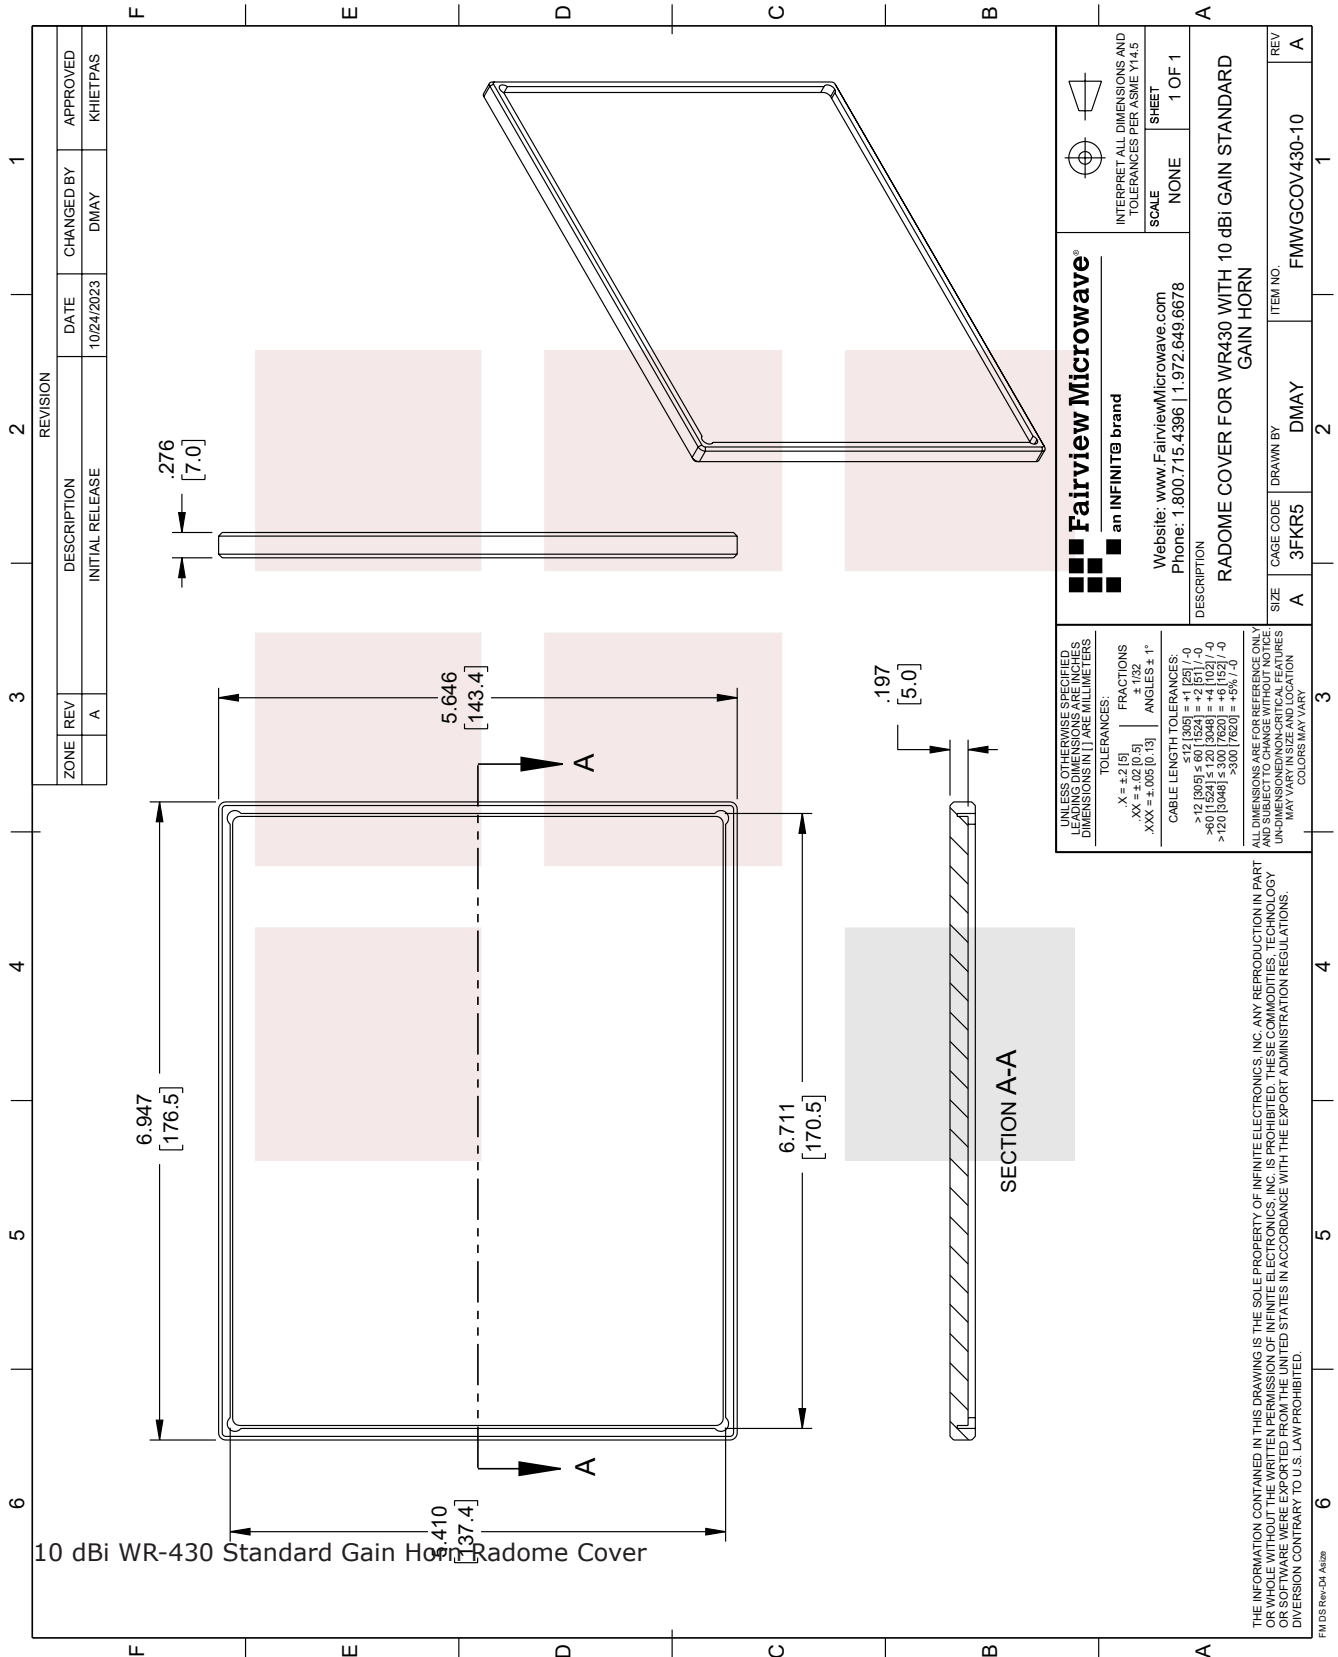 F
E
D
C
B
A
REVISION
ZONE REV DESCRIPTION DATE CHANGED BY APPROVED
A INITIAL RELEASE 10/24/2023 DMAY KHIETPAS
6 5 4 3 2 1
6.947
[176.5]
5.646
[143.4]
.276
[7.0]
A
A
5.410
[137.4]
6.711
[170.5]
.197
[5.0]
SECTION A-A
10 dBi WR-430 Standard Gain Horn Radome Cover
UNLESS OTHERWISE SPECIFIED
LEADING DIMENSIONS ARE INCHES
DIMENSIONS IN [ ] ARE MILLIMETERS
TOLERANCES:
.X = ±.2 [5] FRACTIONS
.XX = ±.02 [0.5] ± 1/32
.XXX = ±.005 [0.13] ANGLES ± 1°
CABLE LENGTH TOLERANCES:
≤12 [305] = +1 [25] / -0
>12 [305] ≤ 60 [1524] = +2 [51] / -0
>60 [1524] ≤ 120 [3048] = +4 [102] / -0
>120 [3048] ≤ 300 [7620] = +6 [152] / -0
>300 [7620] = +5% / -0
ALL DIMENSIONS ARE FOR REFERENCE ONLY
AND SUBJECT TO CHANGE WITHOUT NOTICE.
UN-DIMENSIONED/NON-CRITICAL FEATURES
MAY VARY IN SIZE AND LOCATION
COLORS MAY VARY
Fairview Microwave®
an INFINITE brand
Website: www.FairviewMicrowave.com
Phone: 1.800.715.4396 | 1.972.649.6678
INTERPRET ALL DIMENSIONS AND
TOLERANCES PER ASME Y14.5
SCALE SHEET
NONE 1 OF 1
DESCRIPTION
RADOME COVER FOR WR430 WITH 10 dBi GAIN STANDARD
GAIN HORN
SIZE CAGE CODE DRAWN BY ITEM NO. REV
A 3FKR5 DMAY FMWGCOV430-10 A
THE INFORMATION CONTAINED IN THIS DRAWING IS THE SOLE PROPERTY OF INFINITE ELECTRONICS, INC. ANY REPRODUCTION IN PART
OR WHOLE WITHOUT THE WRITTEN PERMISSION OF INFINITE ELECTRONICS, INC. IS PROHIBITED. THESE COMMODITIES, TECHNOLOGY
OR SOFTWARE WERE EXPORTED FROM THE UNITED STATES IN ACCORDANCE WITH THE EXPORT ADMINISTRATION REGULATIONS.
DIVERSION CONTRARY TO U.S. LAW PROHIBITED.
6 5 4 3 2 1
F
E
D
C
B
A
FM DS Rev-D4 Asize